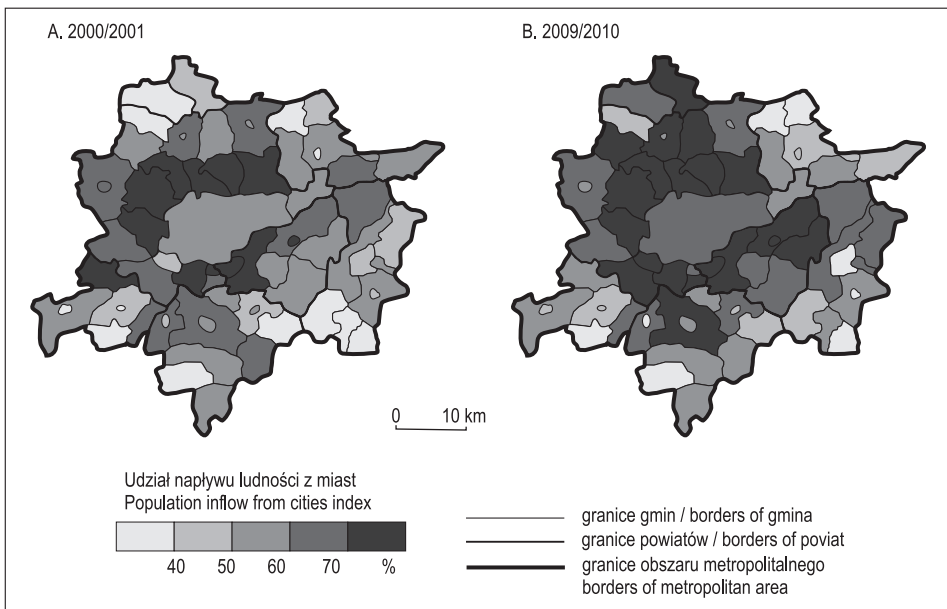 A. 2000/2001
B. 2009/2010
0 10 km
Udział napływu ludności z miast
Population inflow from cities index
40 50 60 70 %
granice gmin / borders of gmina
granice powiatów / borders of poviat
granice obszaru metropolitalnego
borders of metropolitan area